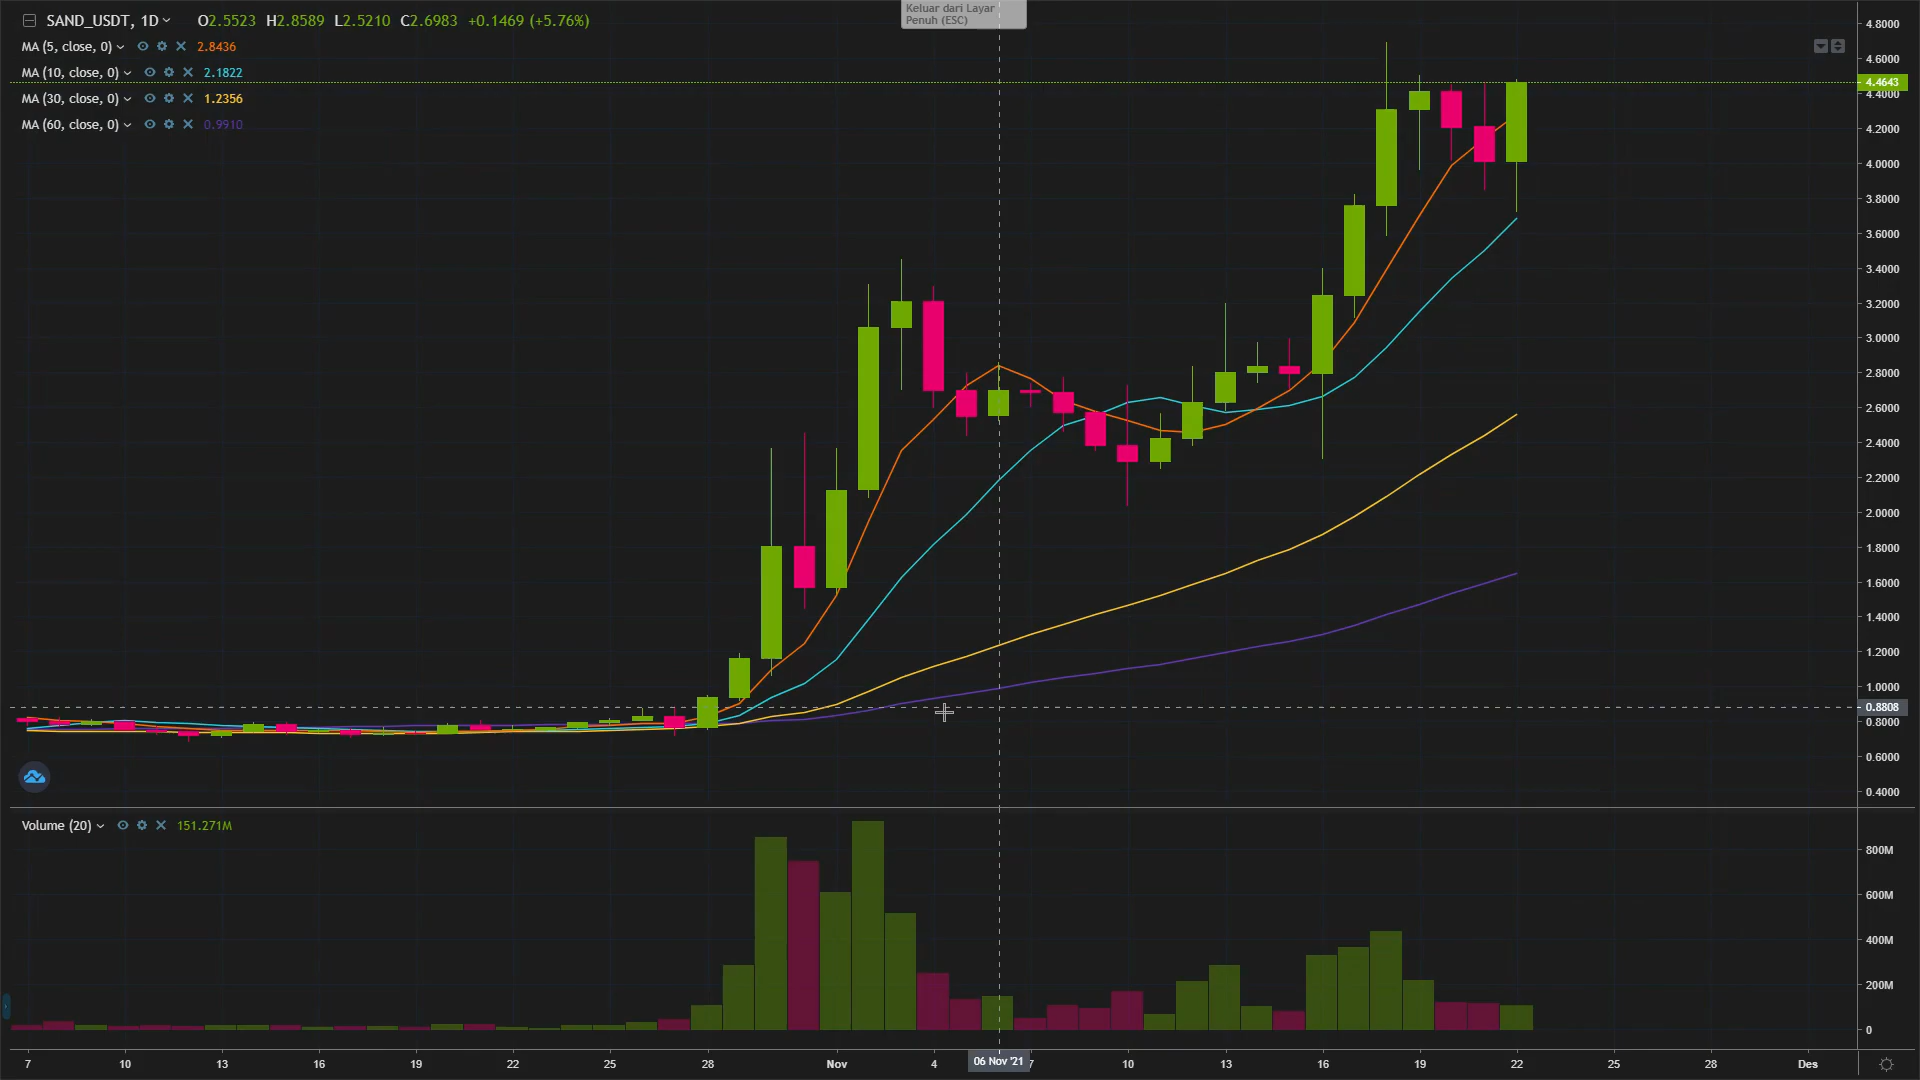 SAND_USDT, 1D O2.5523 H2.8589 L2.5210 C2.6983 +0.1469 (+5.76%)
Keluar dari Layar
Penuh (ESC)
MA (5, close, 0) 2.8436
MA (10, close, 0) 2.1822
MA (30, close, 0) 1.2356
MA (60, close, 0) 0.9910
4.8000
4.6000
4.4643
4.4000
4.2000
4.0000
3.8000
3.6000
3.4000
3.2000
3.0000
2.8000
2.6000
2.4000
2.2000
2.0000
1.8000
1.6000
1.4000
1.2000
1.0000
0.8808
0.8000
0.6000
0.4000
Volume (20) 151.271M
800M
600M
400M
200M
0
7 10 13 16 19 22 25 28 Nov 4 06 Nov '21 7 10 13 16 19 22 25 28 Des